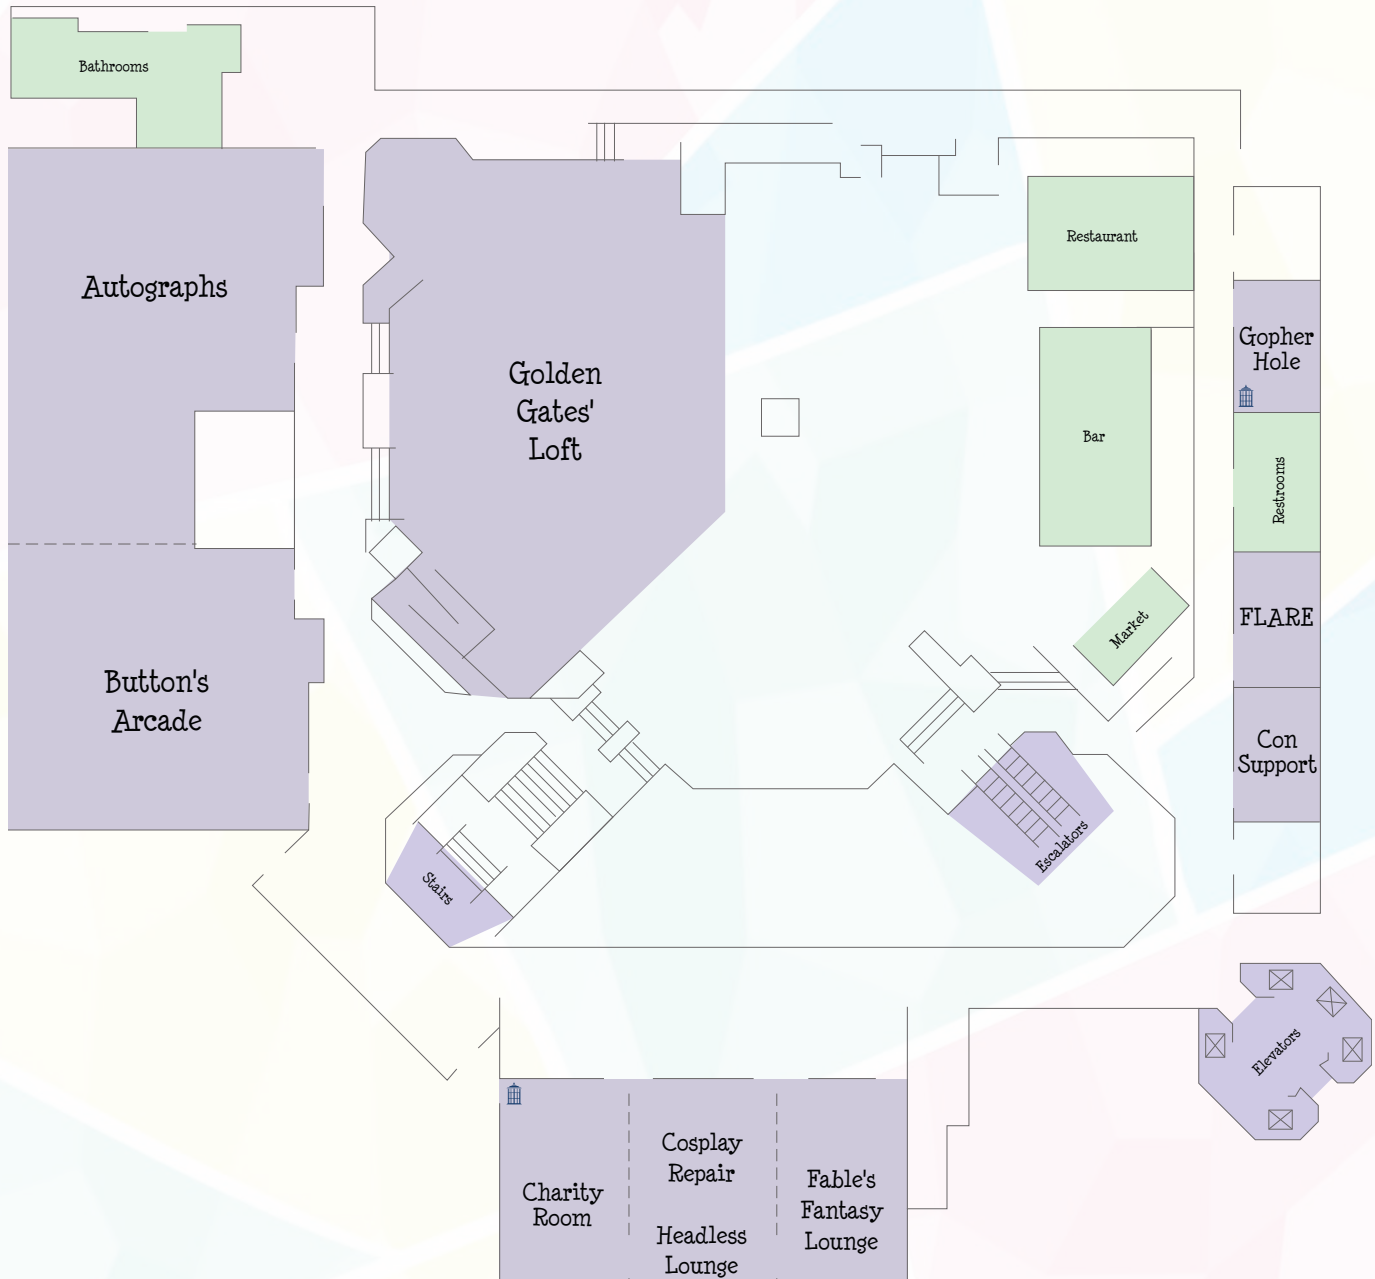 Bathrooms
Autographs
Golden
Gates'
Loft
Restaurant
Gopher
Hole
Bar
Restrooms
FLARE
Market
Button's
Arcade
Con
Support
Stairs
Escalators
Elevators
Charity
Room
Cosplay
Repair
Headless
Lounge
Fable's
Fantasy
Lounge